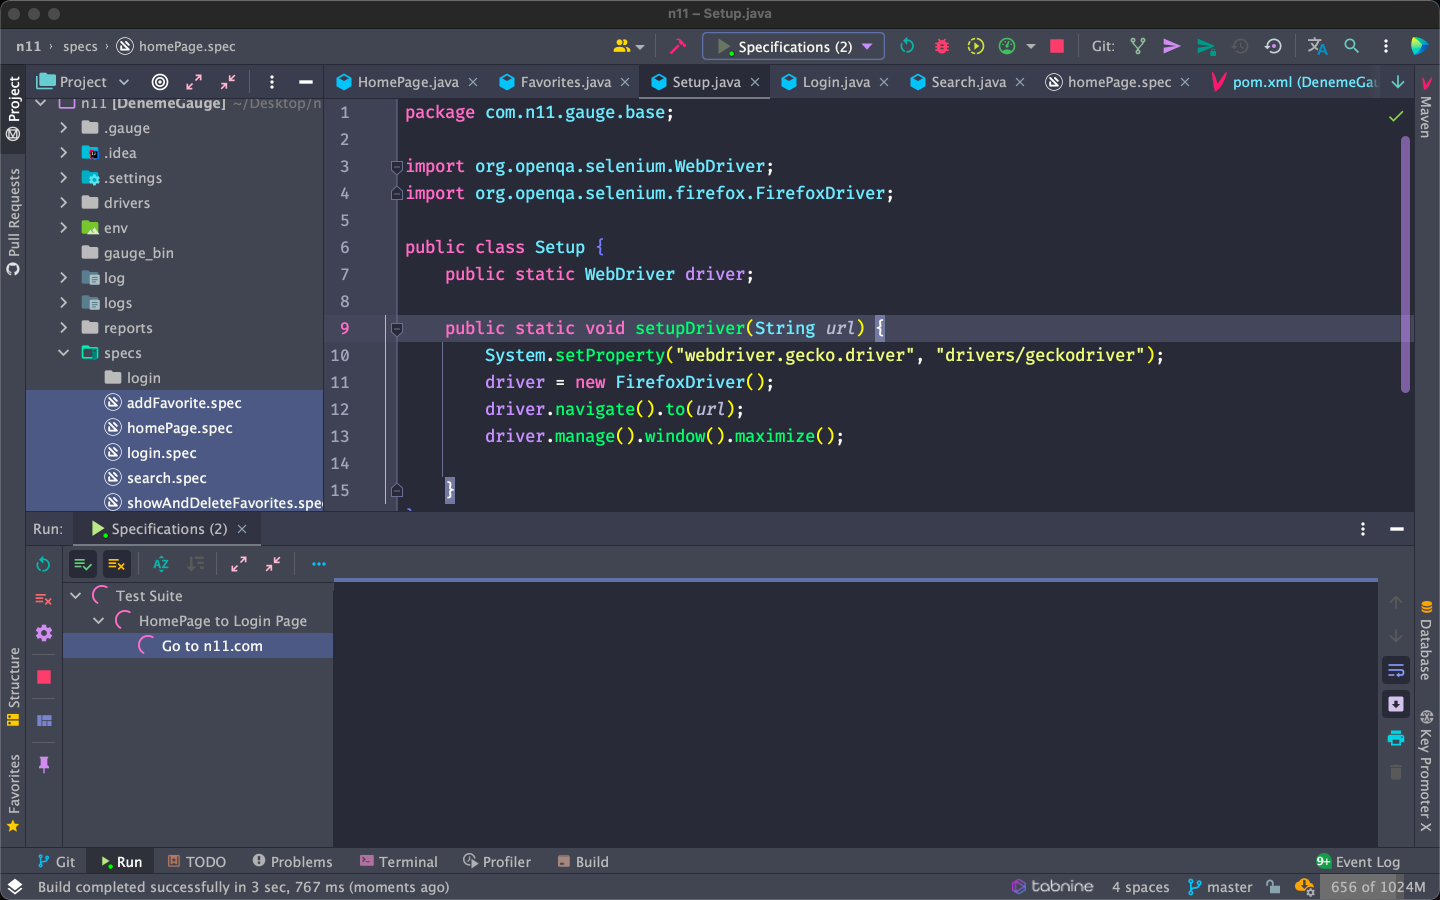 n11 – Setup.java
n11 › specs › homePage.spec
Specifications (2)
Git:
Project
HomePage.java
Favorites.java
Setup.java
Login.java
Search.java
homePage.spec
pom.xml (DenemeGau
n11 [DenemeGauge] ~/Desktop/n
.gauge
.idea
.settings
drivers
env
gauge_bin
log
logs
reports
specs
login
addFavorite.spec
homePage.spec
login.spec
search.spec
showAndDeleteFavorites.spec
1 package com.n11.gauge.base;
2
3 import org.openqa.selenium.WebDriver;
4 import org.openqa.selenium.firefox.FirefoxDriver;
5
6 public class Setup {
7 public static WebDriver driver;
8
9 public static void setupDriver(String url) {
10 System.setProperty("webdriver.gecko.driver", "drivers/geckodriver");
11 driver = new FirefoxDriver();
12 driver.navigate().to(url);
13 driver.manage().window().maximize();
14
15 }
Project
Pull Requests
Structure
Favorites
Maven
Database
Key Promoter X
Run:
Specifications (2)
Test Suite
HomePage to Login Page
Go to n11.com
Git
Run
TODO
Problems
Terminal
Profiler
Build
9+ Event Log
Build completed successfully in 3 sec, 767 ms (moments ago)
tabnine
4 spaces
master
656 of 1024M